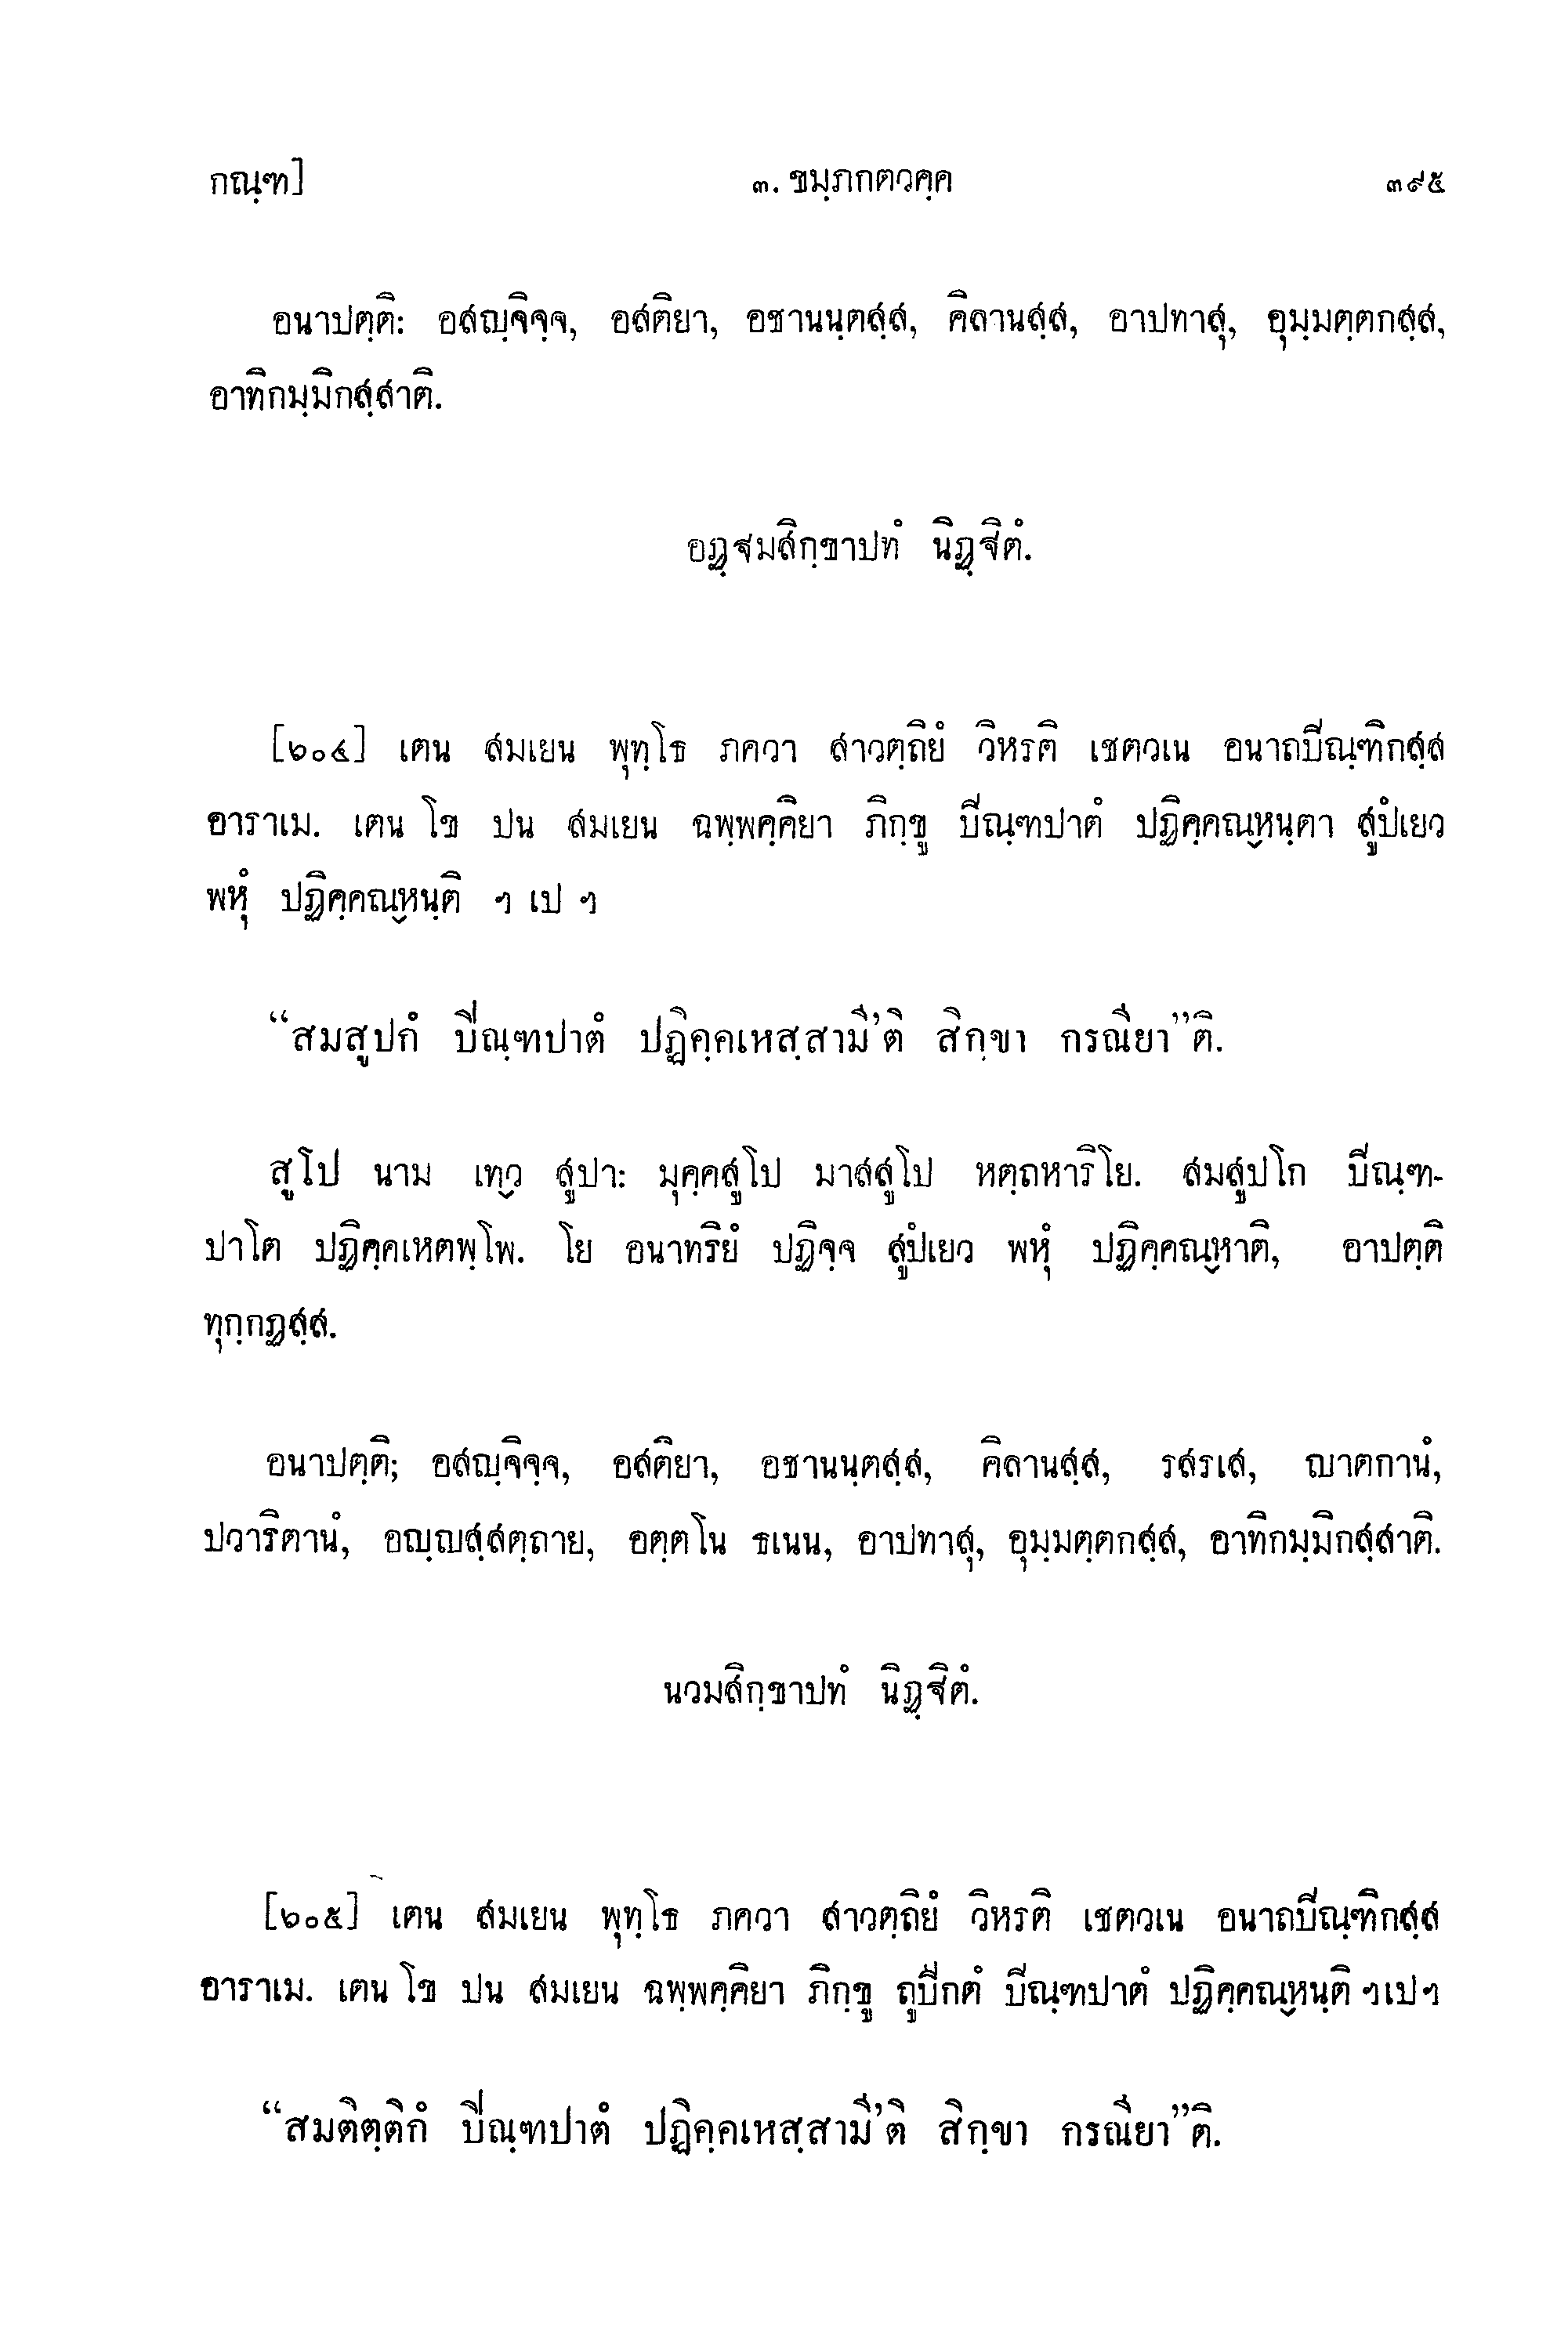 กณฺฑ]	๓. ขมฺภกตวคฺค	๓๙๕
อนาปตฺติ: อสญฺจิจฺจ, อสติยา, อชานนฺตสฺส, คิลานสฺส, อาปทาสุ, อุมฺมตฺตกสฺส,
อาทิกมฺมิกสฺสาติ.
อฏฺฐมสิกฺขาปทํ นิฏฺฐิตํ.
[๖๐๔] เตน สมเยน พุทฺโธ ภควา สาวตฺถิยํ วิหรติ เชตวเน อนาถปิณฺฑิกสฺส
อาราเม. เตน โข ปน สมเยน ฉพฺพคฺคิยา ภิกฺขู ปิณฺฑปาตํ ปฏิคฺคณฺหนฺตา สูปํเยว
พหุํ ปฏิคฺคณฺหนฺติ ฯ เป ฯ
“สมสูปกํ ปิณฺฑปาตํ ปฏิคฺคเหสฺสามี’ติ สิกฺขา กรณียา”ติ.
สูโป นาม เทฺว สูปา: มุคฺคสูโป มาสสูโป หตฺถหาริโย. สมสูปโก ปิณฺฑ-
ปาโต ปฏิคฺคเหตพฺโพ. โย อนาทริยํ ปฏิจฺจ สูปํเยว พหุํ ปฏิคฺคณฺหาติ, อาปตฺติ
ทุกฺกฏสฺส.
อนาปตฺติ; อสญฺจิจฺจ, อสติยา, อชานนฺตสฺส, คิลานสฺส, รสรเส, ญาตกานํ,
ปวาริตานํ, อญฺญสฺสตฺถาย, อตฺตโน ธเนน, อาปทาสุ, อุมฺมตฺตกสฺส, อาทิกมฺมิกสฺสาติ.
นวมสิกฺขาปทํ นิฏฺฐิตํ.
[๖๐๕] เตน สมเยน พุทฺโธ ภควา สาวตฺถิยํ วิหรติ เชตวเน อนาถปิณฺฑิกสฺส
อาราเม. เตน โข ปน สมเยน ฉพฺพคฺคิยา ภิกฺขู ถูปีกตํ ปิณฺฑปาตํ ปฏิคฺคณฺหนฺติ ฯเปฯ
“สมติตฺติกํ ปิณฺฑปาตํ ปฏิคฺคเหสฺสามี’ติ สิกฺขา กรณียา”ติ.